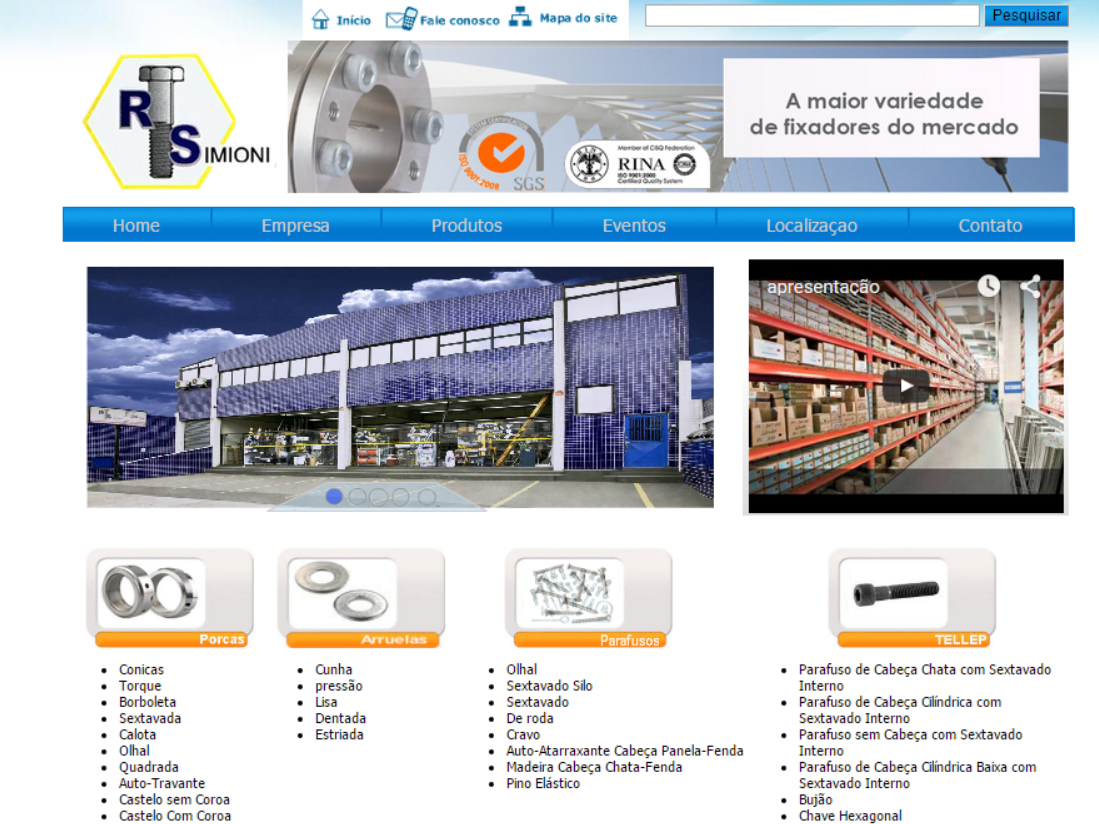 Início
Fale conosco
Mapa do site
Pesquisar
RS IMIONI
SYSTEM CERTIFICATION
ISO 9001:2008
SGS
Member of CISQ Federation
RINA
ISO 9001:2008
Certified Quality System
A maior variedade
de fixadores do mercado
Home
Empresa
Produtos
Eventos
Localizaçao
Contato
apresentação
Porcas
Conicas
Torque
Borboleta
Sextavada
Calota
Olhal
Quadrada
Auto-Travante
Castelo sem Coroa
Castelo Com Coroa
Arruelas
Cunha
pressão
Lisa
Dentada
Estriada
Parafusos
Olhal
Sextavado Silo
Sextavado
De roda
Cravo
Auto-Atarraxante Cabeça Panela-Fenda
Madeira Cabeça Chata-Fenda
Pino Elástico
TELLEP
Parafuso de Cabeça Chata com Sextavado
Interno
Parafuso de Cabeça Cilíndrica com
Sextavado Interno
Parafuso sem Cabeça com Sextavado
Interno
Parafuso de Cabeça Cilíndrica Baixa com
Sextavado Interno
Bujão
Chave Hexagonal